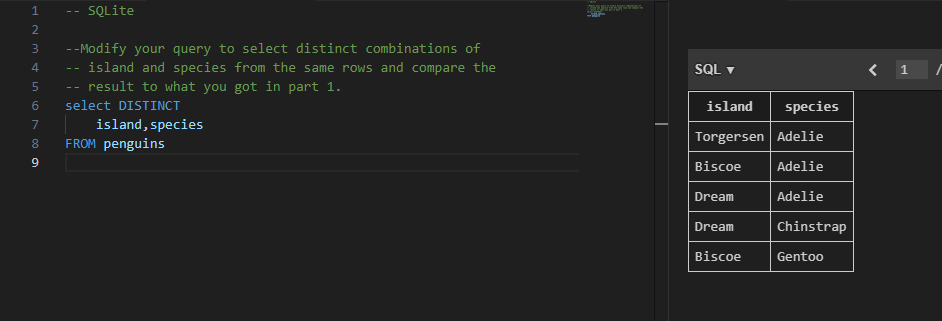 1 -- SQLite
2
3 --Modify your query to select distinct combinations of
4 -- island and species from the same rows and compare the
5 -- result to what you got in part 1.
6 select DISTINCT
7     island,species
8 FROM penguins
9
SQL ▼ < 1 /
island species
Torgersen Adelie
Biscoe Adelie
Dream Adelie
Dream Chinstrap
Biscoe Gentoo